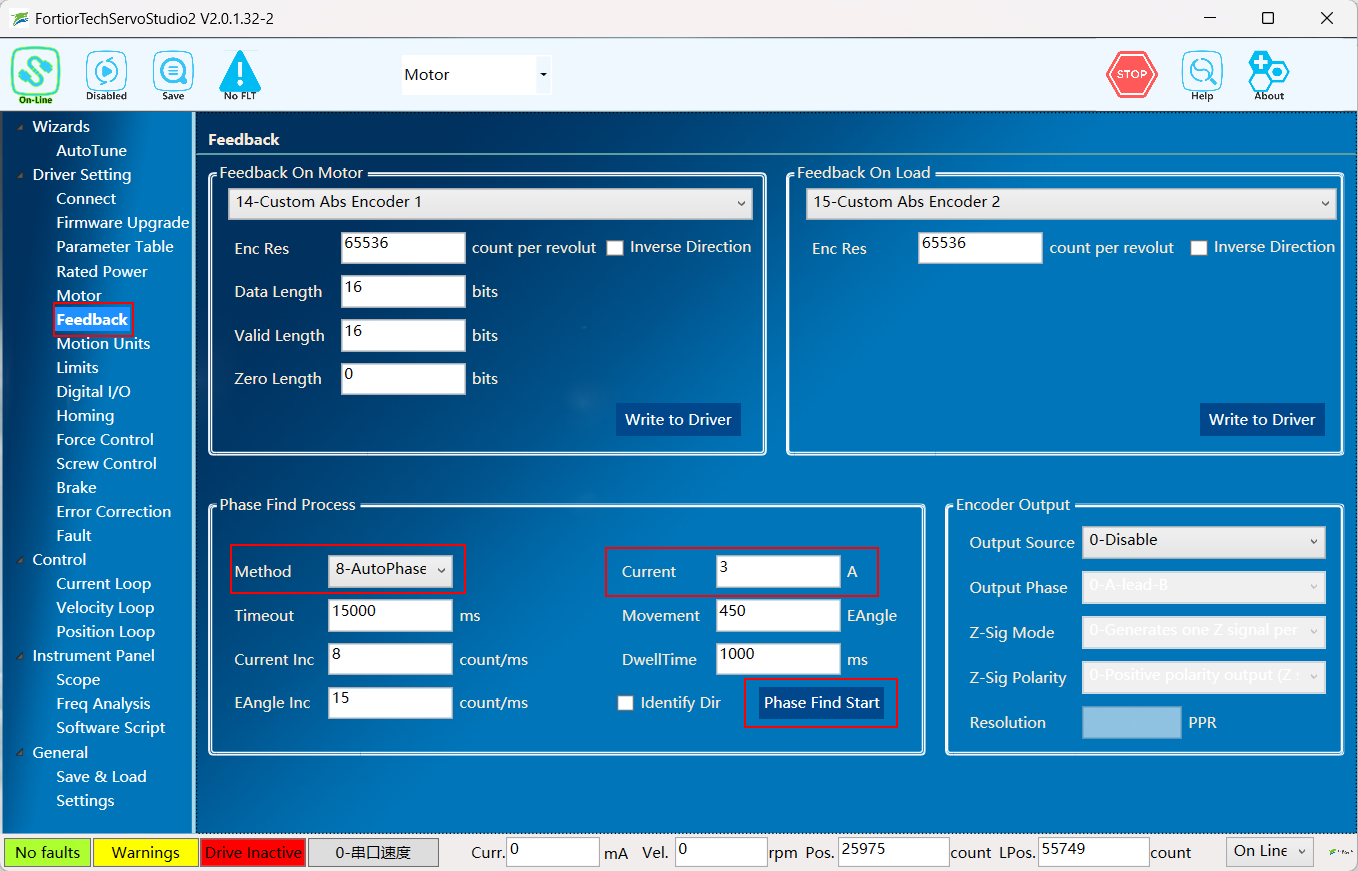 FortiorTechServoStudio2 V2.0.1.32-2
On-Line
Disabled
Save
No FLT
Motor
STOP
Help
About
Wizards
AutoTune
Driver Setting
Connect
Firmware Upgrade
Parameter Table
Rated Power
Motor
Feedback
Motion Units
Limits
Digital I/O
Homing
Force Control
Screw Control
Brake
Error Correction
Fault
Control
Current Loop
Velocity Loop
Position Loop
Instrument Panel
Scope
Freq Analysis
Software Script
General
Save & Load
Settings
Feedback
Feedback On Motor
14-Custom Abs Encoder 1
Enc Res 65536 count per revolut Inverse Direction
Data Length 16 bits
Valid Length 16 bits
Zero Length 0 bits
Write to Driver
Feedback On Load
15-Custom Abs Encoder 2
Enc Res 65536 count per revolut Inverse Direction
Write to Driver
Phase Find Process
Method 8-AutoPhase Current 3 A
Timeout 15000 ms Movement 450 EAngle
Current Inc 8 count/ms DwellTime 1000 ms
EAngle Inc 15 count/ms Identify Dir Phase Find Start
Encoder Output
Output Source 0-Disable
Output Phase 0-A-lead-B
Z-Sig Mode 0-Generates one Z signal per
Z-Sig Polarity 0-Positive polarity output (Z
Resolution PPR
No faults Warnings Drive Inactive 0-串口速度 Curr. 0 mA Vel. 0 rpm Pos. 25975 count LPos. 55749 count On Line